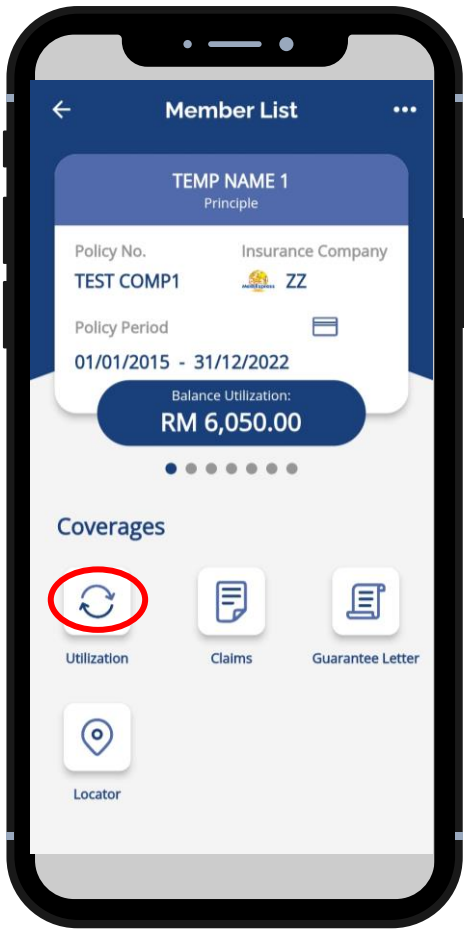 Member List
TEMP NAME 1
Principle
Policy No.
Insurance Company
TEST COMP1
ZZ
Policy Period
01/01/2015 - 31/12/2022
Balance Utilization:
RM 6,050.00
Coverages
Utilization
Claims
Guarantee Letter
Locator